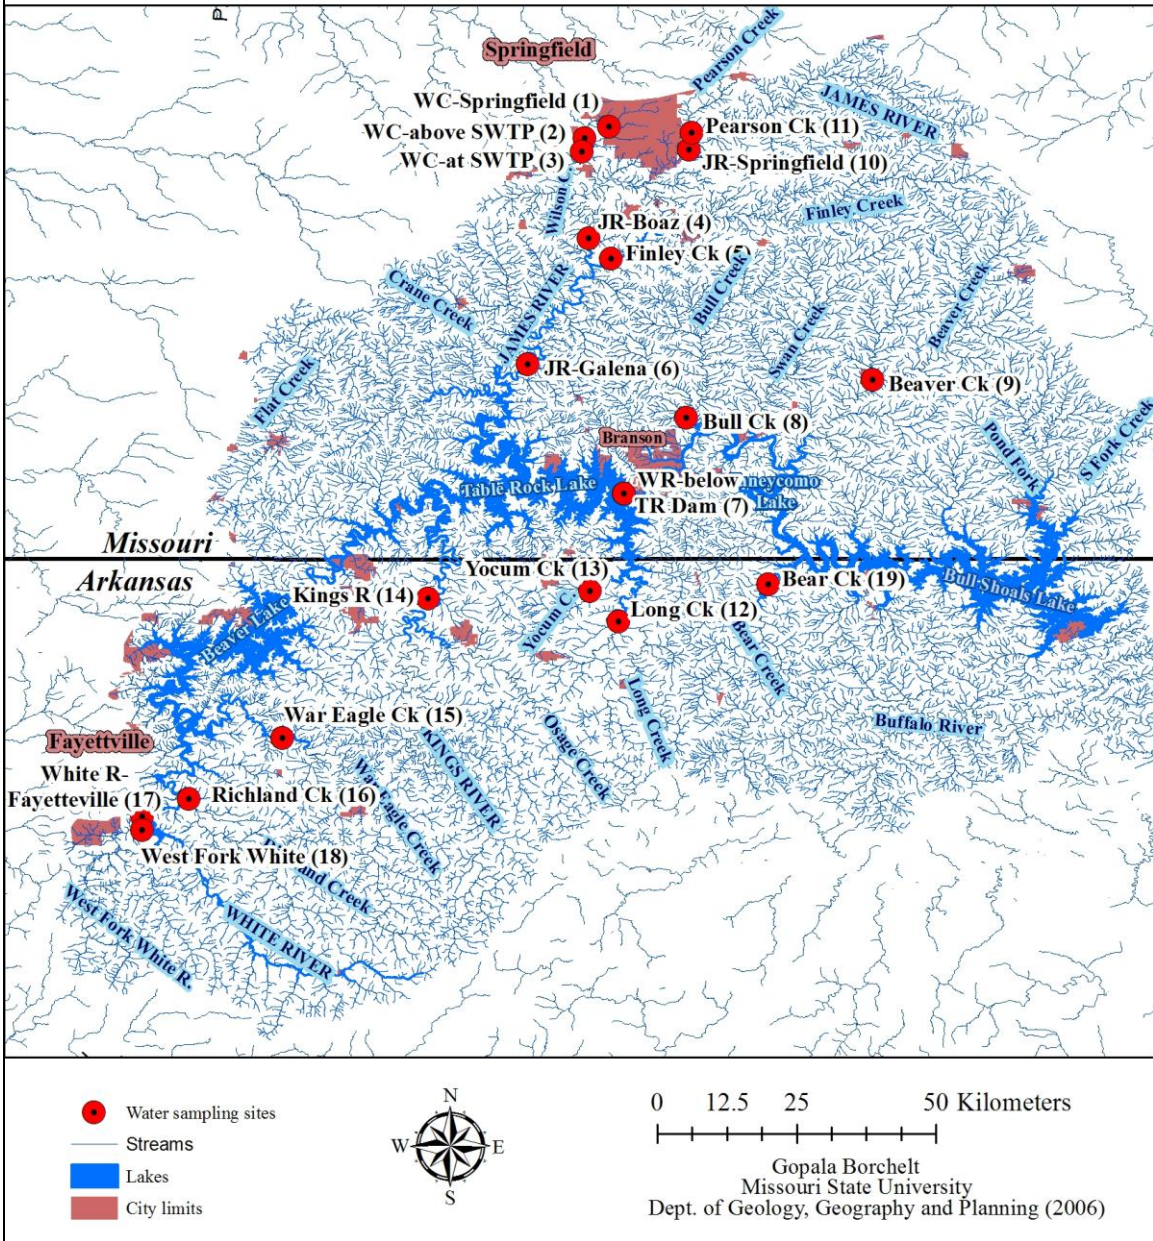 Springfield
Pearson Creek
WC-Springfield (1)
JAMES RIVER
WC-above SWTP (2)
Pearson Ck (11)
WC-at SWTP (3)
JR-Springfield (10)
Wilson C.
Finley Creek
JR-Boaz (4)
Finley Ck (5)
Bull Creek
Crane Creek
JAMES RIVER
Beaver Creek
Swan Creek
JR-Galena (6)
Beaver Ck (9)
Flat Creek
Bull Ck (8)
Branson
S Fork Creek
Pond Fork
Table Rock Lake
WR-below
TR Dam (7)
neycomo
Lake
Missouri
Arkansas
Yocum Ck (13)
Bear Ck (19)
Bull Shoals Lake
Kings R (14)
Long Ck (12)
Yocum C.
Beaver Lake
Bear Creek
Long Creek
War Eagle Ck (15)
Buffalo River
Osage Creek
Fayettville
KINGS RIVER
White R-
Fayetteville (17)
Richland Ck (16)
War Eagle Creek
West Fork White (18)
and Creek
West Fork White R.
WHITE RIVER
Water sampling sites
Streams
Lakes
City limits
N
W E
S
0 12.5 25 50 Kilometers
Gopala Borchelt
Missouri State University
Dept. of Geology, Geography and Planning (2006)